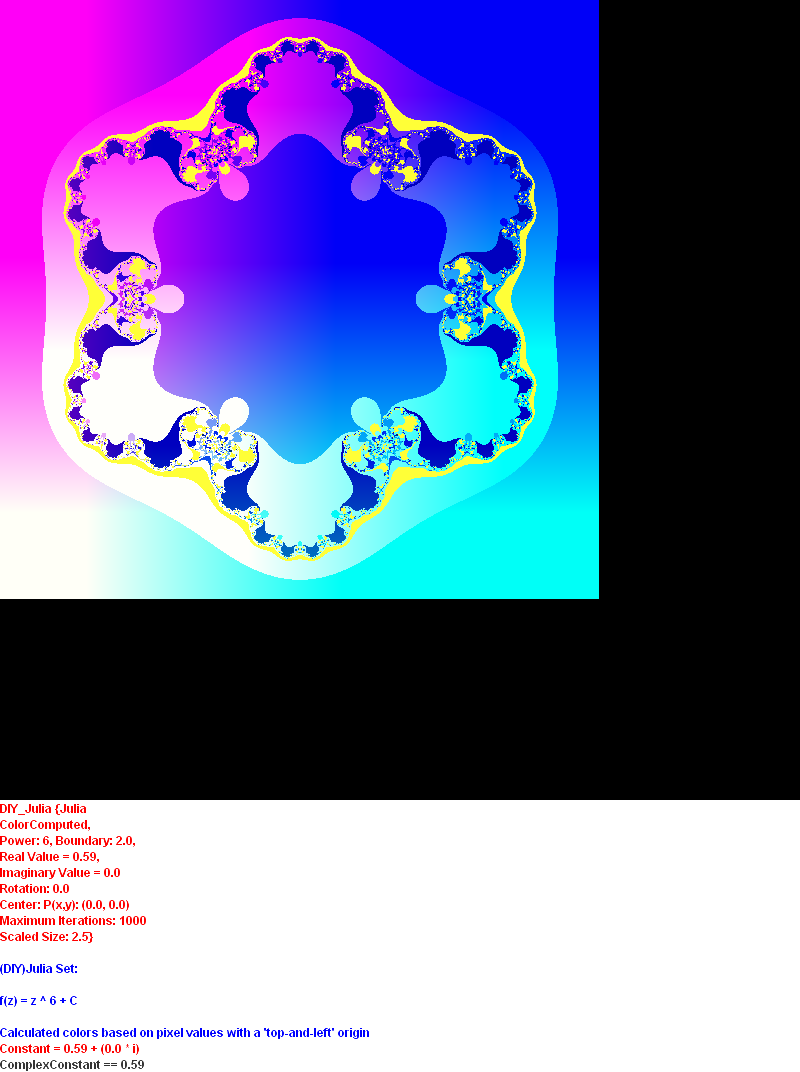 DIY_Julia {Julia
ColorComputed,
Power: 6, Boundary: 2.0,
Real Value = 0.59,
Imaginary Value = 0.0
Rotation: 0.0
Center: P(x,y): (0.0, 0.0)
Maximum Iterations: 1000
Scaled Size: 2.5}
(DIY)Julia Set:
f(z) = z ^ 6 + C
Calculated colors based on pixel values with a 'top-and-left' origin
Constant = 0.59 + (0.0 * i)
ComplexConstant == 0.59